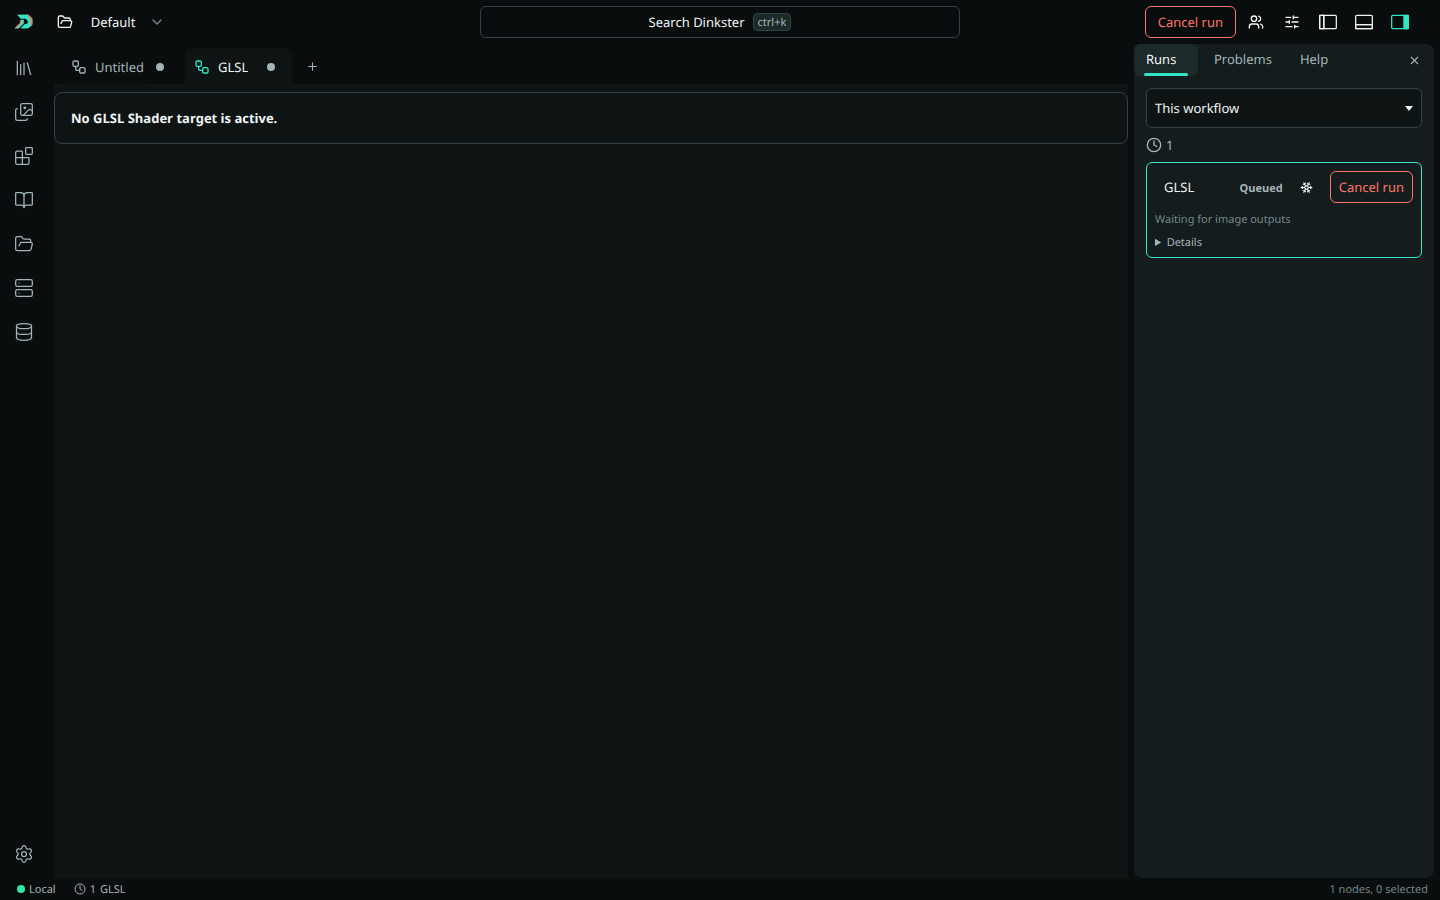 Default
Search Dinkster ctrl+k
Cancel run
Untitled
GLSL
No GLSL Shader target is active.
Runs
Problems
Help
This workflow
1
GLSL
Queued
Cancel run
Waiting for image outputs
Details
Local
1 GLSL
1 nodes, 0 selected